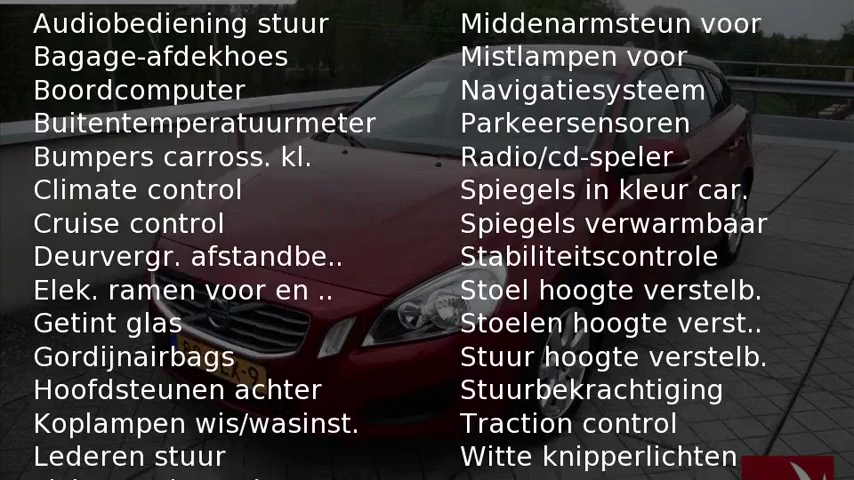 Audiobediening stuur
Bagage-afdekhoes
Boordcomputer
Buitentemperatuurmeter
Bumpers carross. kl.
Climate control
Cruise control
Deurvergr. afstandbe..
Elek. ramen voor en ..
Getint glas
Gordijnairbags
Hoofdsteunen achter
Koplampen wis/wasinst.
Lederen stuur
Middenarmsteun voor
Mistlampen voor
Navigatiesysteem
Parkeersensoren
Radio/cd-speler
Spiegels in kleur car.
Spiegels verwarmbaar
Stabiliteitscontrole
Stoel hoogte verstelb.
Stoelen hoogte verst..
Stuur hoogte verstelb.
Stuurbekrachtiging
Traction control
Witte knipperlichten